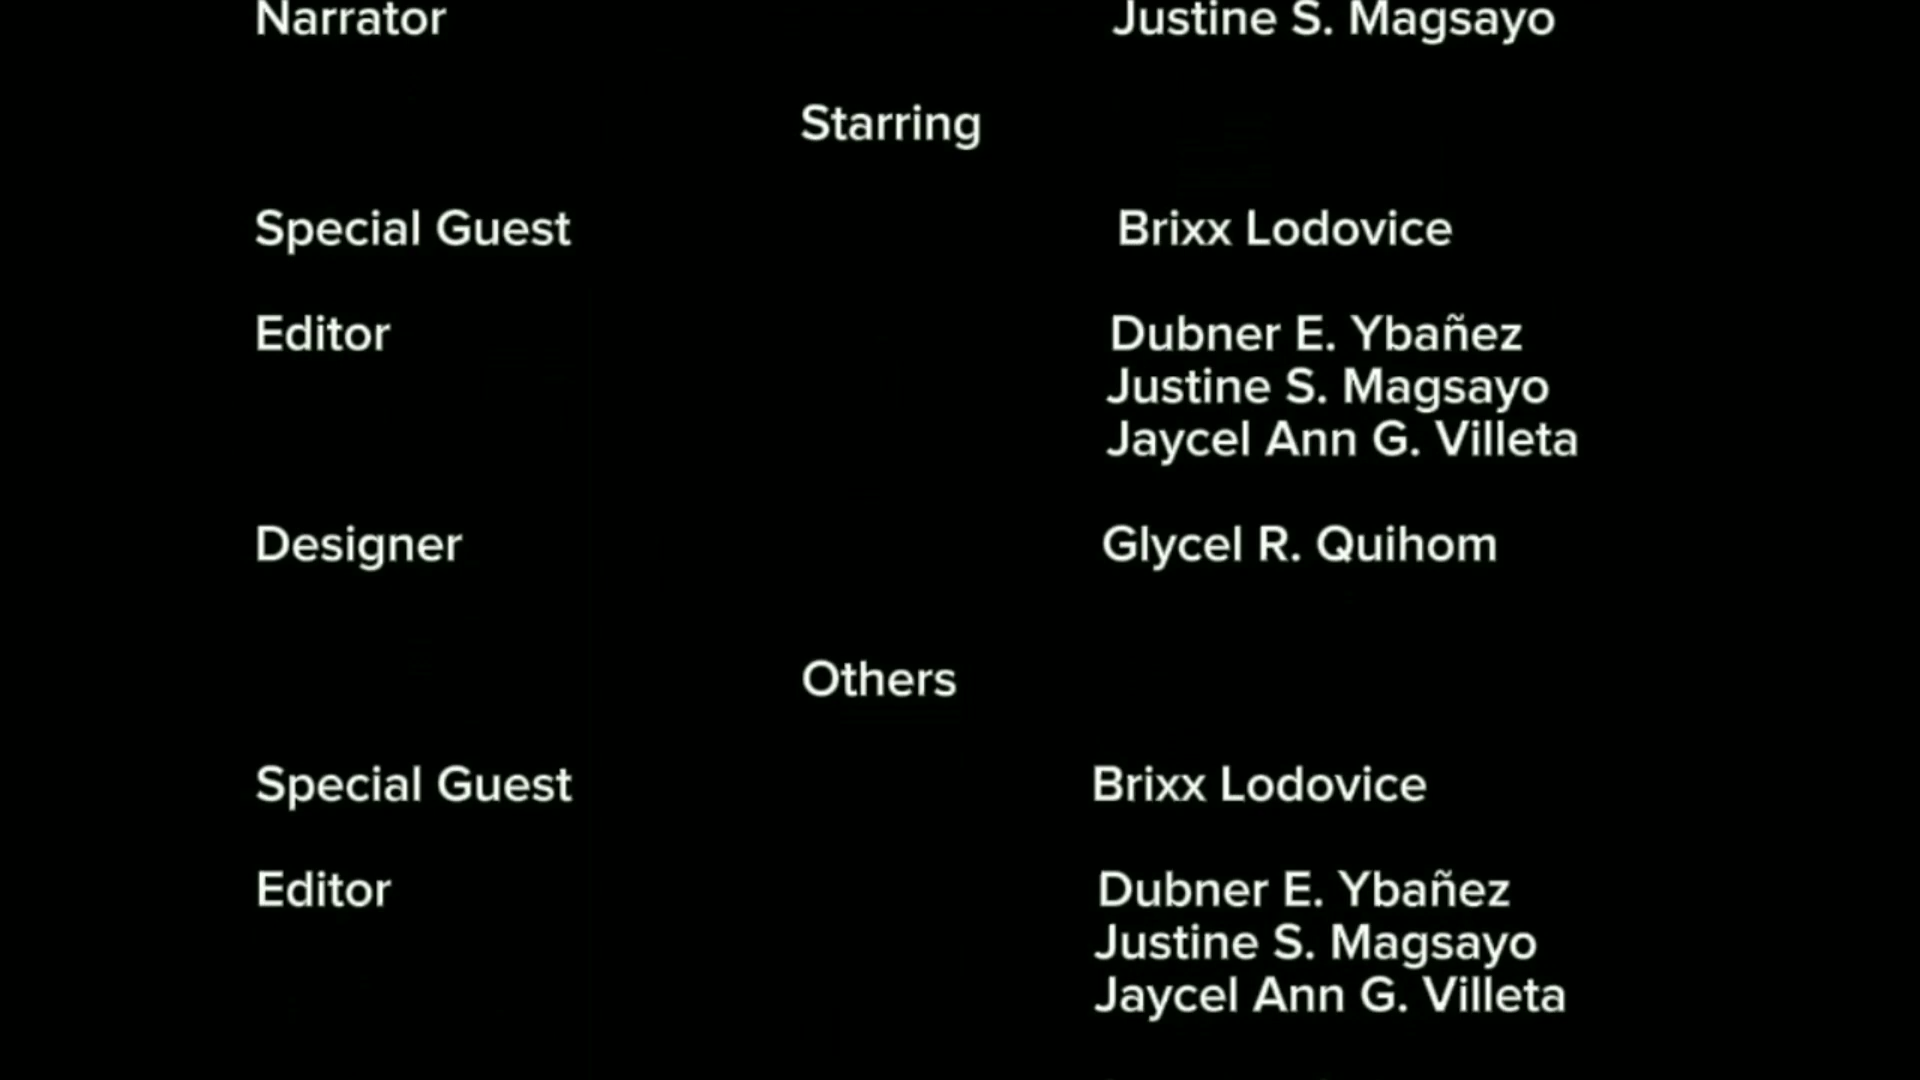 Narrator Justine S. Magsayo
Starring
Special Guest Brixx Lodovice
Editor Dubner E. Ybañez
Justine S. Magsayo
Jaycel Ann G. Villeta
Designer Glycel R. Quihom
Others
Special Guest Brixx Lodovice
Editor Dubner E. Ybañez
Justine S. Magsayo
Jaycel Ann G. Villeta